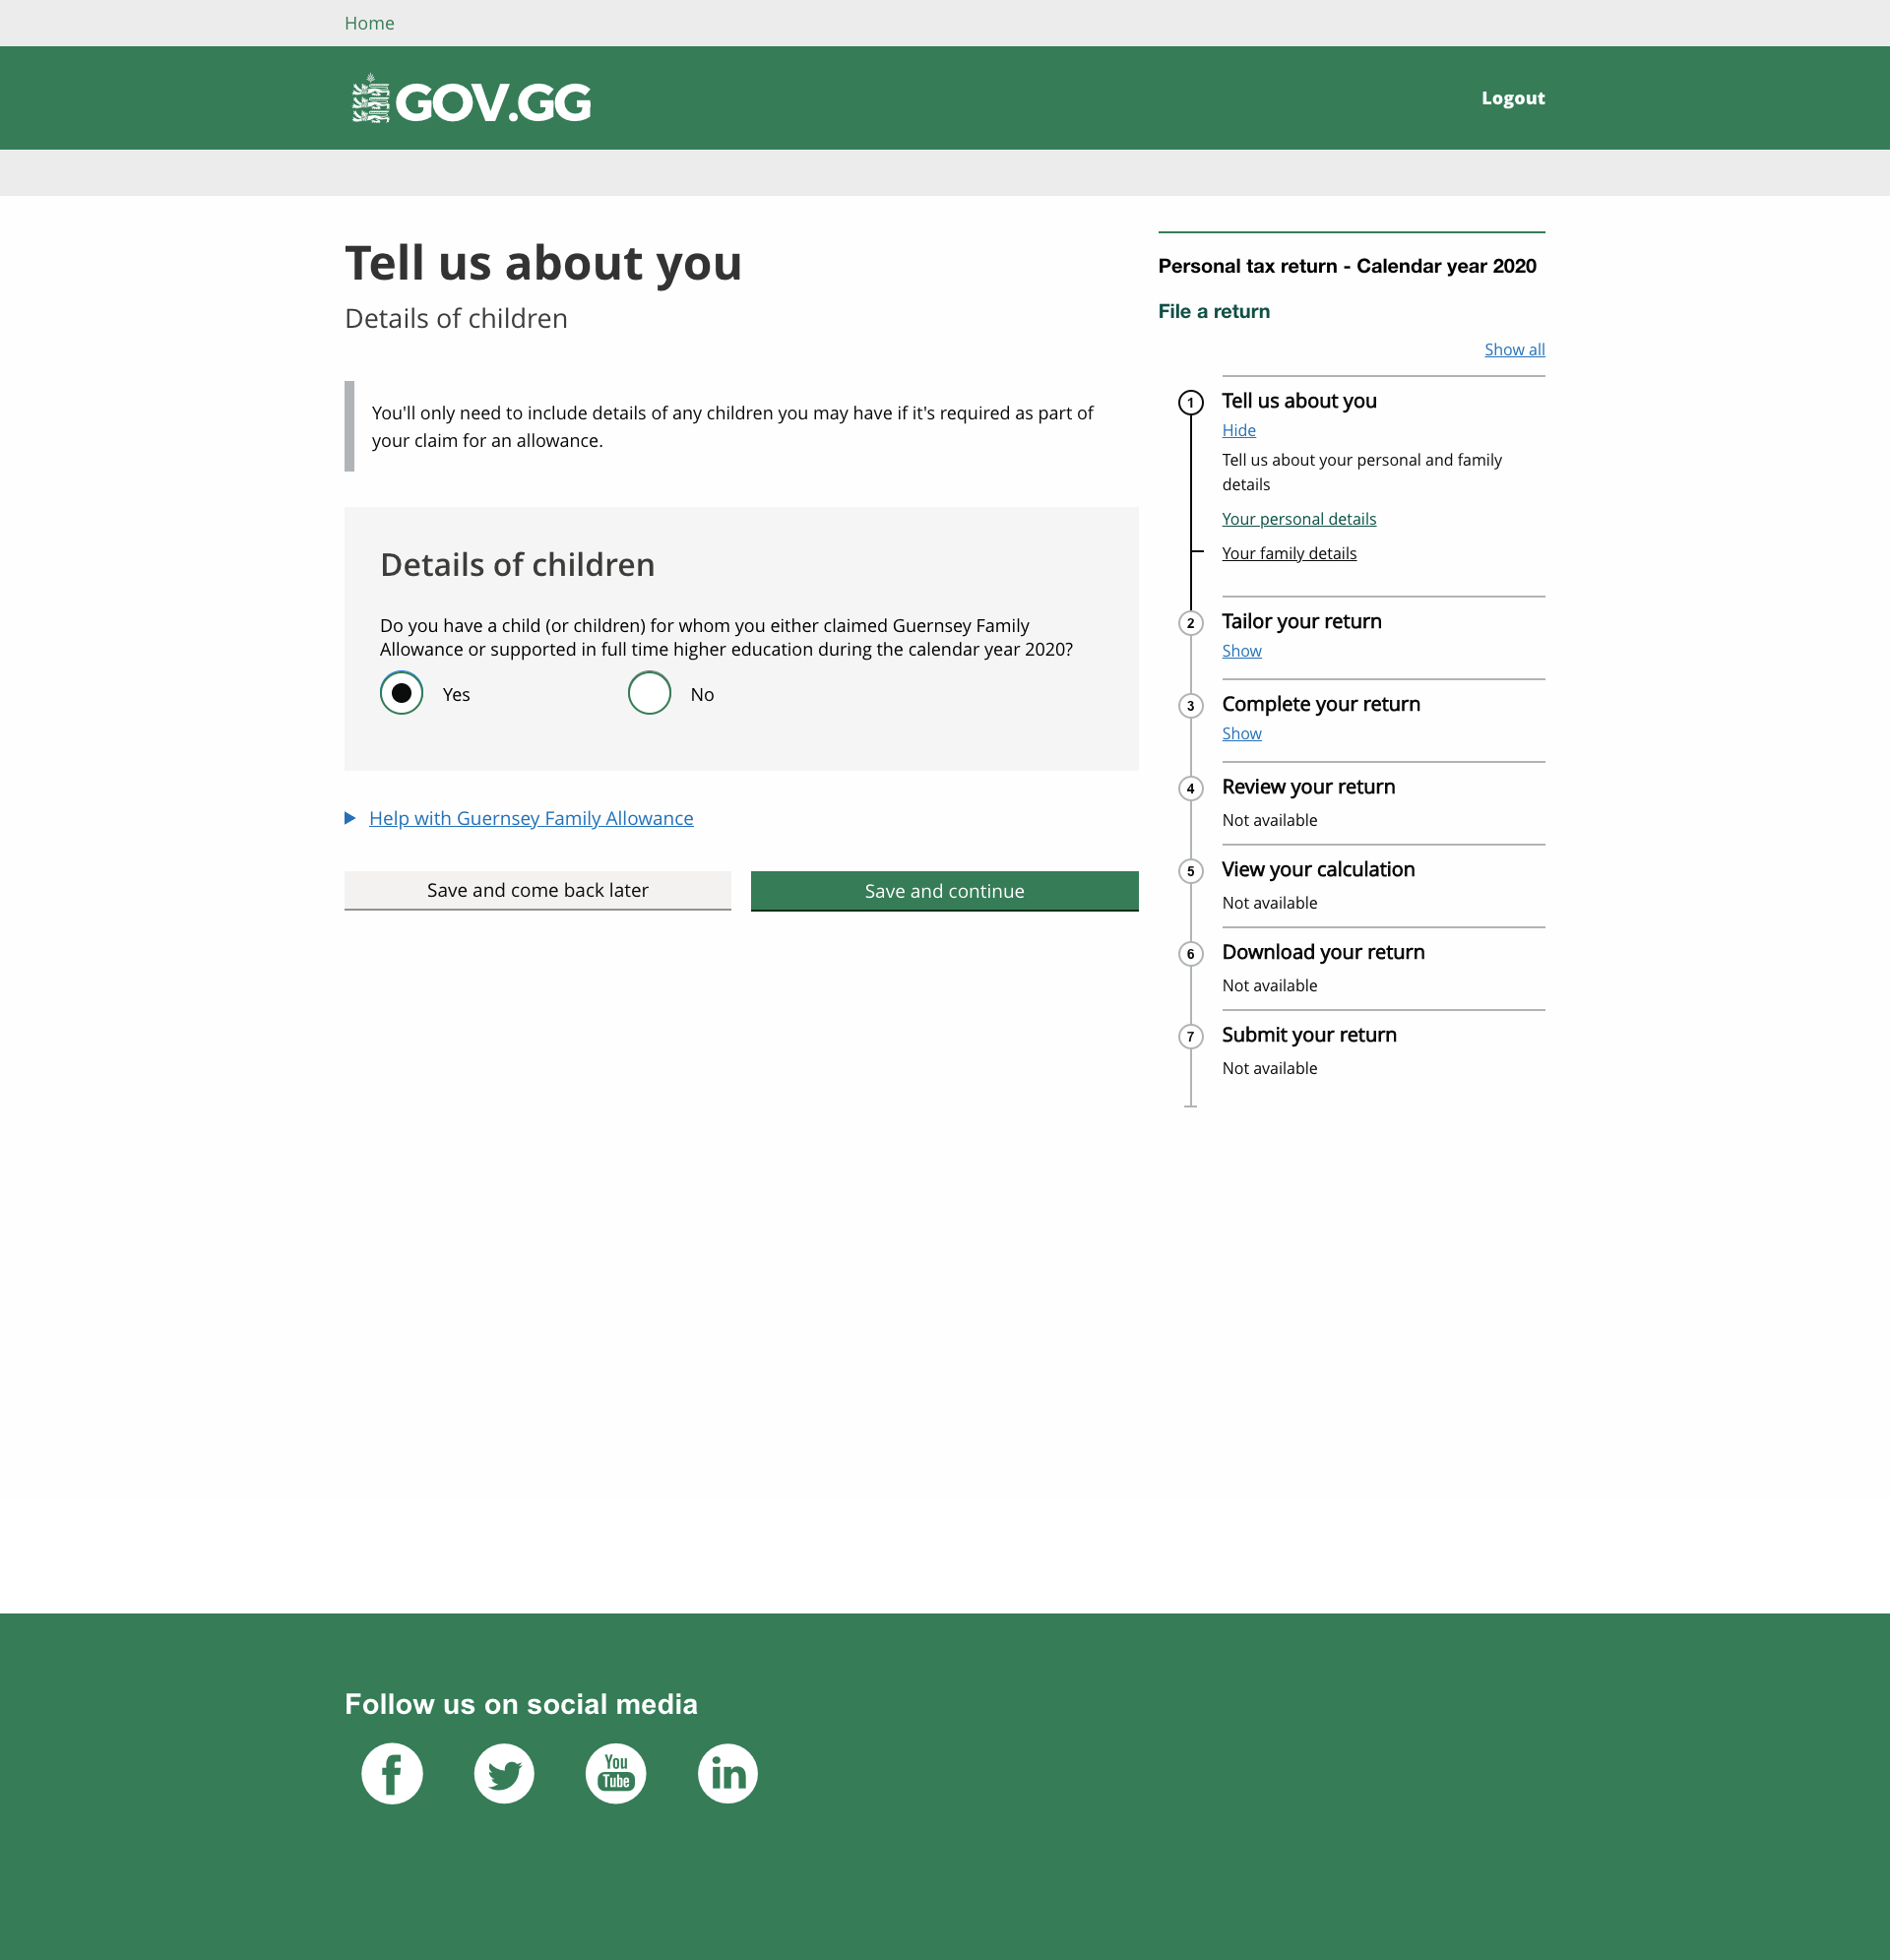 Home
GOV.GG
Logout
Tell us about you
Details of children
You'll only need to include details of any children you may have if it's required as part of
your claim for an allowance.
Details of children
Do you have a child (or children) for whom you either claimed Guernsey Family
Allowance or supported in full time higher education during the calendar year 2020?
Yes
No
Help with Guernsey Family Allowance
Save and come back later
Save and continue
Personal tax return - Calendar year 2020
File a return
Show all
1
Tell us about you
Hide
Tell us about your personal and family
details
Your personal details
Your family details
2
Tailor your return
Show
3
Complete your return
Show
4
Review your return
Not available
5
View your calculation
Not available
6
Download your return
Not available
7
Submit your return
Not available
Follow us on social media
f
You
Tube
in